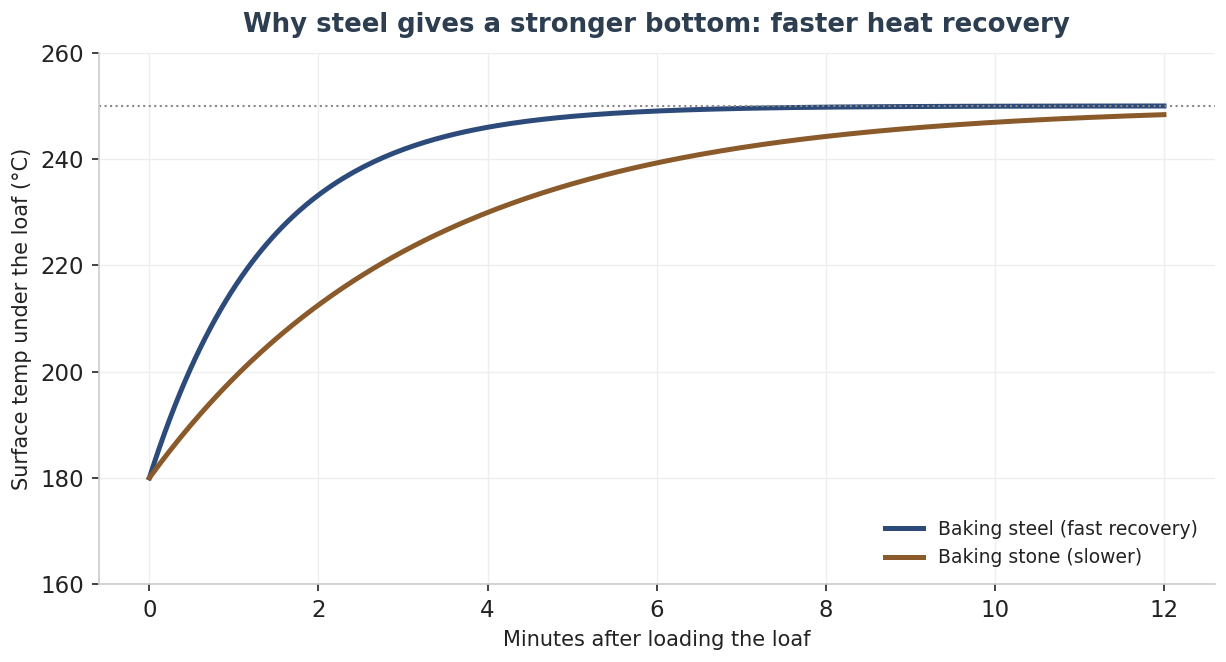 Why steel gives a stronger bottom: faster heat recovery
260
240
220
200
180
160
Surface temp under the loaf (°C)
Baking steel (fast recovery)
Baking stone (slower)
0 2 4 6 8 10 12
Minutes after loading the loaf